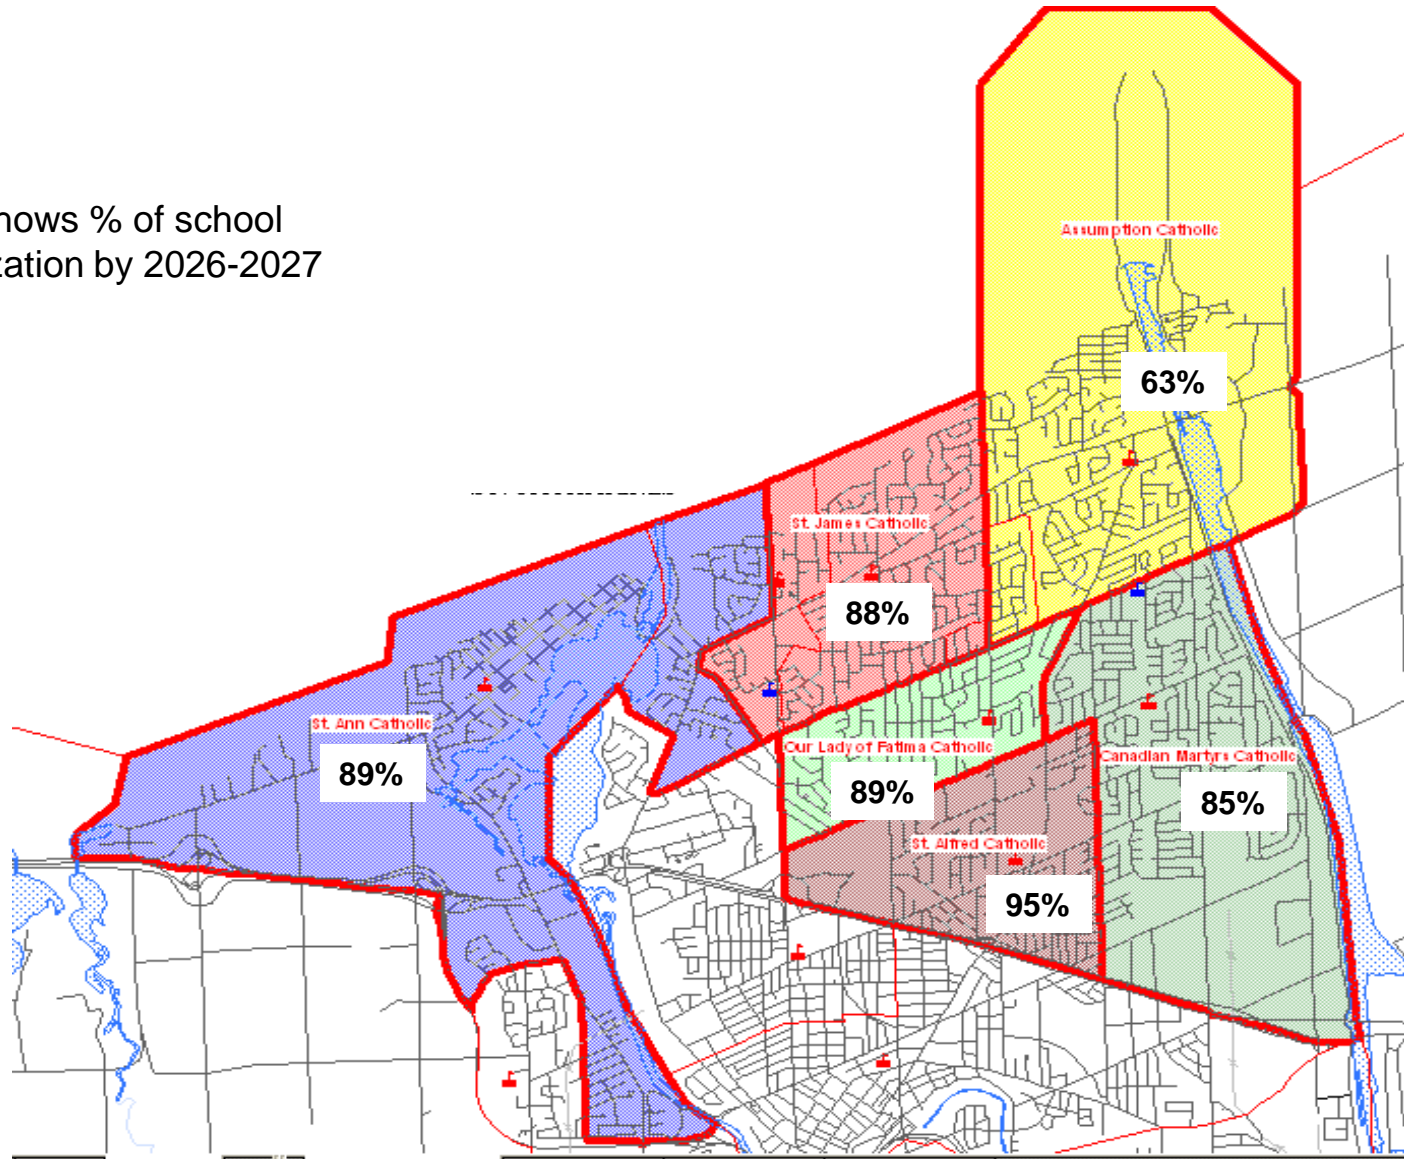 hows % of school
zation by 2026-2027
Assumption Catholic
63%
St. James Catholic
88%
St. Ann Catholic
89%
Our Lady of Fatima Catholic
89%
Canadian Martyrs Catholic
85%
St. Alfred Catholic
95%